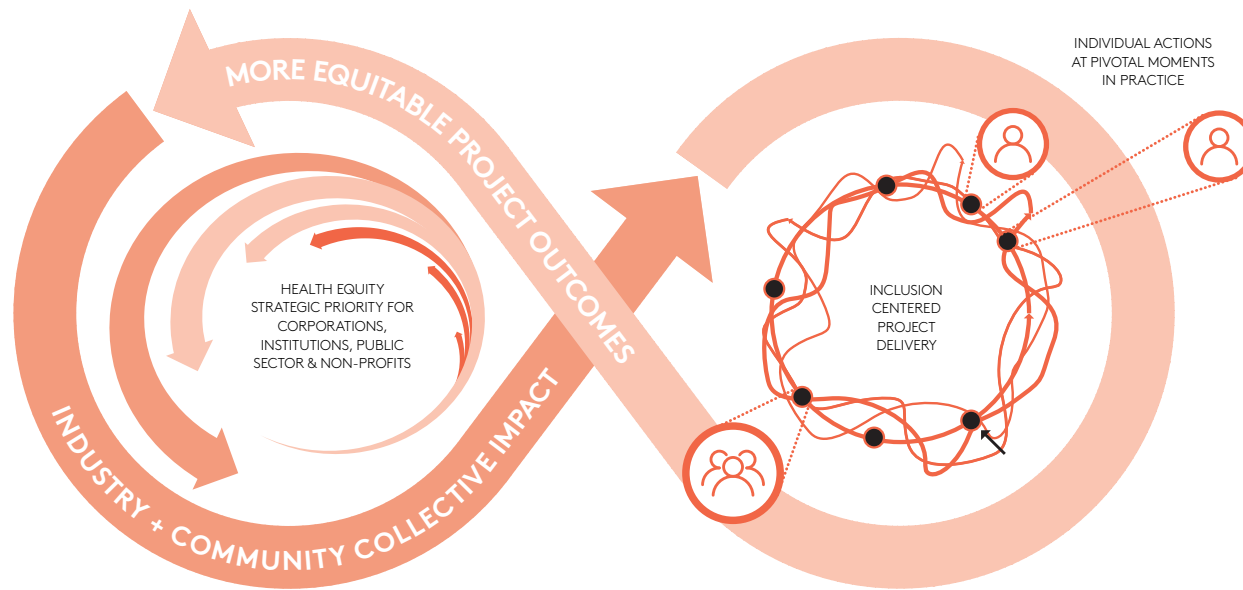 MORE EQUITABLE PROJECT OUTCOMES
INDUSTRY + COMMUNITY COLLECTIVE IMPACT
HEALTH EQUITY
STRATEGIC PRIORITY FOR
CORPORATIONS,
INSTITUTIONS, PUBLIC
SECTOR & NON-PROFITS
INCLUSION
CENTERED
PROJECT
DELIVERY
INDIVIDUAL ACTIONS
AT PIVOTAL MOMENTS
IN PRACTICE